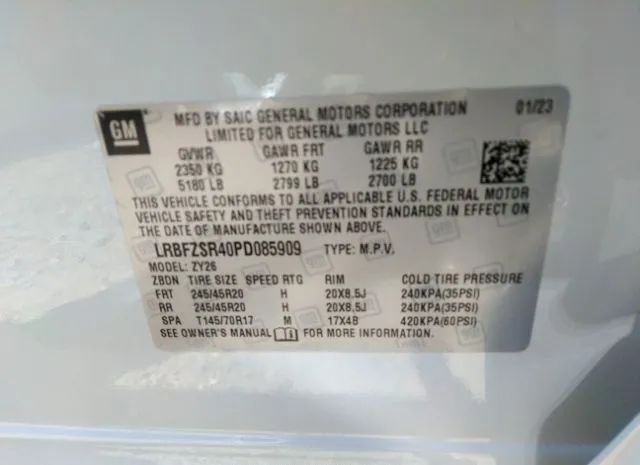 GM
MFD BY SAIC GENERAL MOTORS CORPORATION 01/23
LIMITED FOR GENERAL MOTORS LLC
GVWR GAWR FRT GAWR RR
2350 KG 1270 KG 1225 KG
5180 LB 2799 LB 2700 LB
THIS VEHICLE CONFORMS TO ALL APPLICABLE U.S. FEDERAL MOTOR
VEHICLE SAFETY AND THEFT PREVENTION STANDARDS IN EFFECT ON
THE DATE OF MANUFACTURE SHOWN ABOVE.
LRBFZSR40PD085909 TYPE: M.P.V.
MODEL: ZY26
ZBDN TIRE SIZE SPEED RTG RIM COLD TIRE PRESSURE
FRT 245/45R20 H 20X8.5J 240KPA(35PSI)
RR 245/45R20 H 20X8.5J 240KPA(35PSI)
SPA T145/70R17 M 17X4B 420KPA(60PSI)
SEE OWNER'S MANUAL FOR MORE INFORMATION.